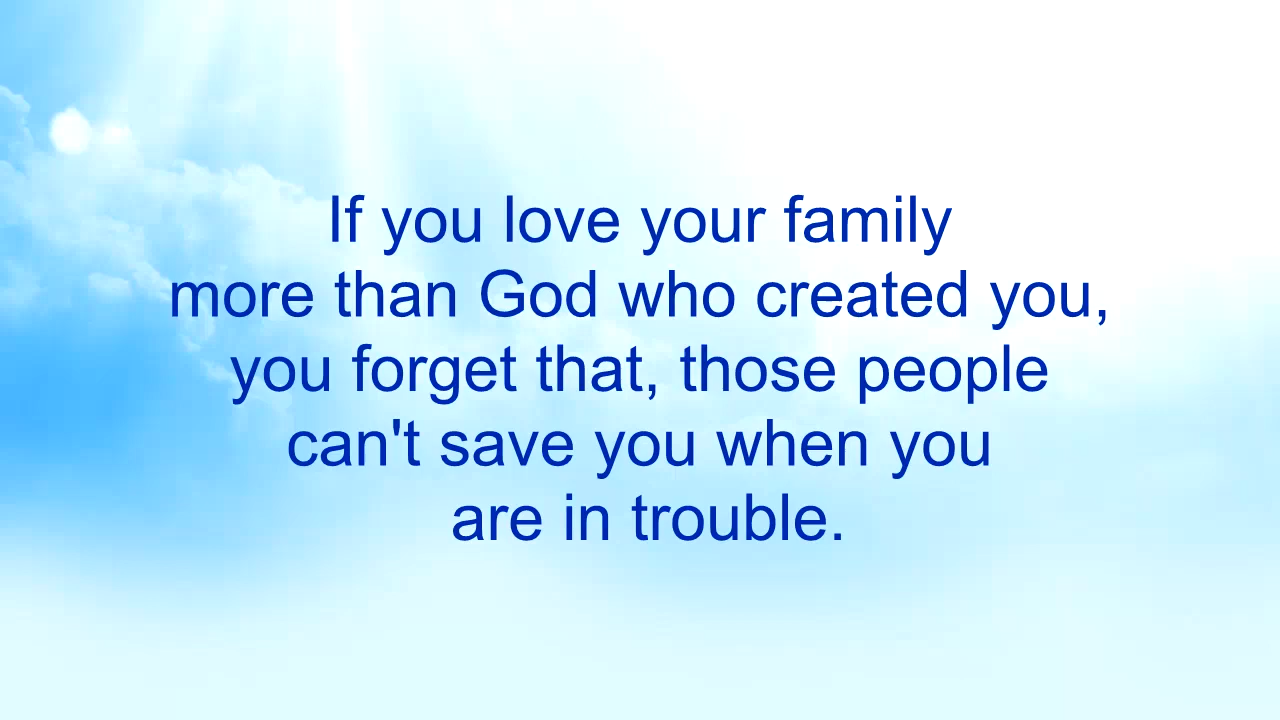 If you love your family
more than God who created you,
you forget that, those people
can't save you when you
are in trouble.